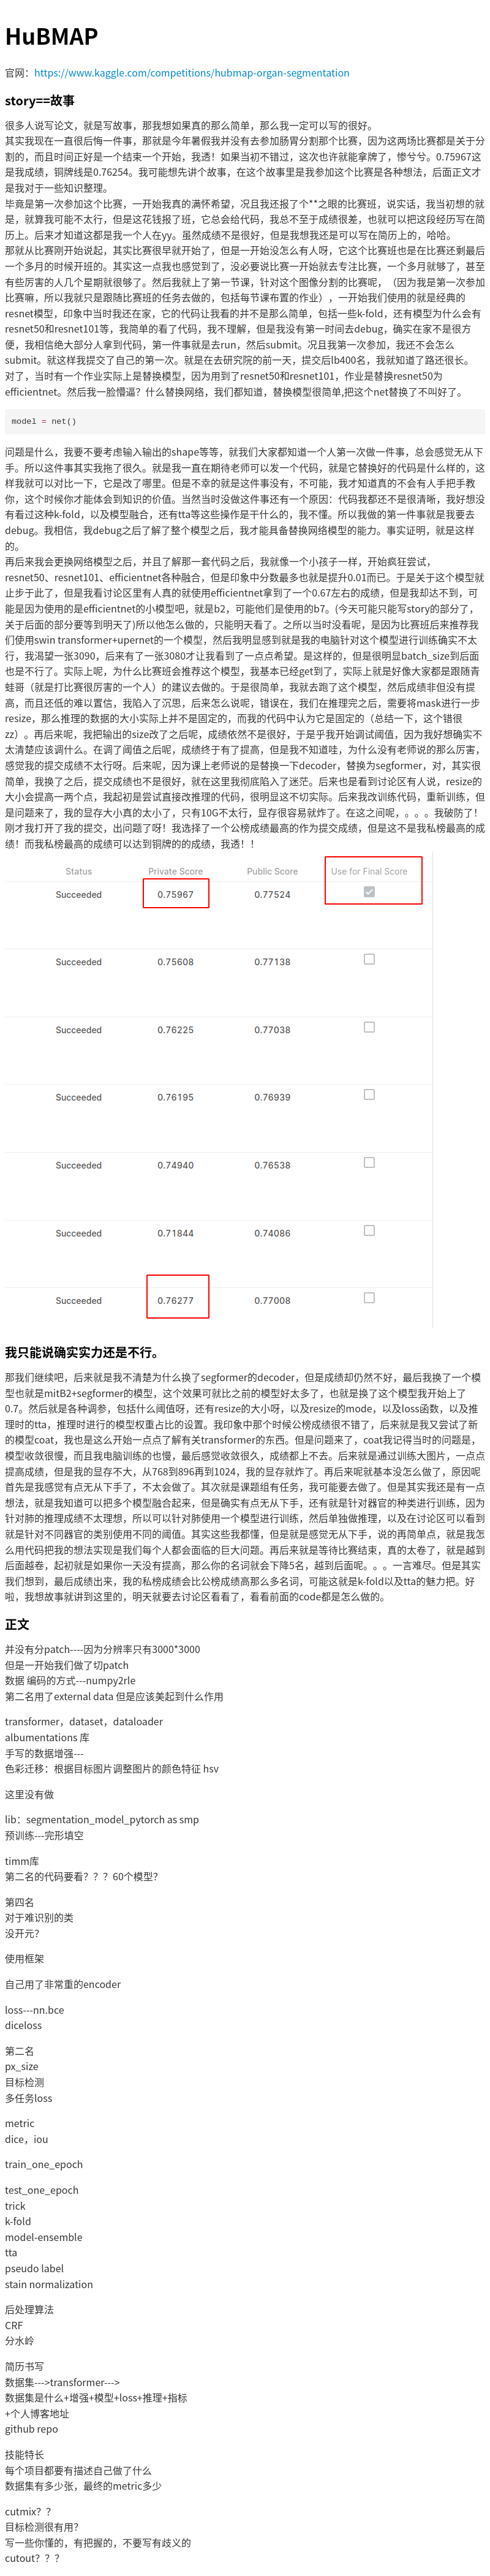 HuBMAP
官网：https://www.kaggle.com/competitions/hubmap-organ-segmentation
story==故事
很多人说写论文，就是写故事，那我想如果真的那么简单，那么我一定可以写的很好。
其实我现在一直很后悔一件事，那就是今年暑假我并没有去参加肠胃分割那个比赛，因为这两场比赛都是关于分
割的，而且时间正好是一个结束一个开始，我透！如果当初不错过，这次也许就能拿牌了，惨兮兮。0.75967这
是我成绩，铜牌线是0.76254。我可能想先讲个故事，在这个故事里是我参加这个比赛是各种想法，后面正文才
是我对于一些知识整理。
毕竟是第一次参加这个比赛，一开始我真的满怀希望，况且我还报了个**之眼的比赛班，说实话，我当初想的就
是，就算我可能不太行，但是这花钱报了班，它总会给代码，我总不至于成绩很差，也就可以把这段经历写在简
历上。后来才知道这都是我一个人在yy。虽然成绩不是很好，但是我想我还是可以写在简历上的，哈哈。
那就从比赛刚开始说起，其实比赛很早就开始了，但是一开始没怎么有人呀，它这个比赛班也是在比赛还剩最后
一个多月的时候开班的。其实这一点我也感觉到了，没必要说比赛一开始就去专注比赛，一个多月就够了，甚至
有些厉害的人几个星期就很够了。然后我就上了第一节课，针对这个图像分割的比赛呢，（因为我是第一次参加
比赛嘛，所以我就只是跟随比赛班的任务去做的，包括每节课布置的作业），一开始我们使用的就是经典的
resnet模型，印象中当时我还在家，它的代码让我看的并不是那么简单，包括一些k-fold，还有模型为什么会有
resnet50和resnet101等，我简单的看了代码，我不理解，但是我没有第一时间去debug，确实在家不是很方
便，我相信绝大部分人拿到代码，第一件事就是去run，然后submit。况且我第一次参加，我还不会怎么
submit。就这样我提交了自己的第一次。就是在去研究院的前一天，提交后lb400名，我就知道了路还很长。
对了，当时有一个作业实际上是替换模型，因为用到了resnet50和resnet101，作业是替换resnet50为
efficientnet。然后我一脸懵逼？什么替换网络，我们都知道，替换模型很简单,把这个net替换了不叫好了。
model = net()
问题是什么，我要不要考虑输入输出的shape等等，就我们大家都知道一个人第一次做一件事，总会感觉无从下
手。所以这件事其实我拖了很久。就是我一直在期待老师可以发一个代码，就是它替换好的代码是什么样的，这
样我就可以对比一下，它是改了哪里。但是不幸的就是这件事没有，不可能，我才知道真的不会有人手把手教
你，这个时候你才能体会到知识的价值。当然当时没做这件事还有一个原因：代码我都还不是很清晰，我好想没
有看过这种k-fold，以及模型融合，还有tta等这些操作是干什么的，我不懂。所以我做的第一件事就是我要去
debug。我相信，我debug之后了解了整个模型之后，我才能具备替换网络模型的能力。事实证明，就是这样
的。
再后来我会更换网络模型之后，并且了解那一套代码之后，我就像一个小孩子一样，开始疯狂尝试，
resnet50、resnet101、efficientnet各种融合，但是印象中分数最多也就是提升0.01而已。于是关于这个模型就
止步于此了，但是我看讨论区里有人真的就使用efficientnet拿到了一个0.67左右的成绩，但是我却达不到，可
能是因为使用的是efficientnet的小模型吧，就是b2，可能他们是使用的b7。(今天可能只能写story的部分了，
关于后面的部分要等到明天了)所以他怎么做的，只能明天看了。之所以当时没看呢，是因为比赛班后来推荐我
们使用swin transformer+upernet的一个模型，然后我明显感到就是我的电脑针对这个模型进行训练确实不太
行，我渴望一张3090，后来有了一张3080才让我看到了一点点希望。是这样的，但是很明显batch_size到后面
也是不行了。实际上呢，为什么比赛班会推荐这个模型，我基本已经get到了，实际上就是好像大家都是跟随青
蛙哥（就是打比赛很厉害的一个人）的建议去做的。于是很简单，我就去跑了这个模型，然后成绩非但没有提
高，而且还低的难以置信，我陷入了沉思，后来怎么说呢，错误在，我们在推理完之后，需要将mask进行一步
resize，那么推理的数据的大小实际上并不是固定的，而我的代码中认为它是固定的（总结一下，这个错很
zz）。再后来呢，我把输出的size改了之后呢，成绩依然不是很好，于是乎我开始调试阈值，因为我好想确实不
太清楚应该调什么。在调了阈值之后呢，成绩终于有了提高，但是我不知道哇，为什么没有老师说的那么厉害，
感觉我的提交成绩不太行呀。后来呢，因为课上老师说的是替换一下decoder，替换为segformer，对，其实很
简单，我换了之后，提交成绩也不是很好，就在这里我彻底陷入了迷茫。后来也是看到讨论区有人说，resize的
大小会提高一两个点，我起初是尝试直接改推理的代码，很明显这不切实际。后来我改训练代码，重新训练，但
是问题来了，我的显存大小真的太小了，只有10G不太行，显存很容易就炸了。在这之间呢，。。。我破防了！
刚才我打开了我的提交，出问题了呀！我选择了一个公榜成绩最高的作为提交成绩，但是这不是我私榜最高的成
绩！而我私榜最高的成绩可以达到铜牌的的成绩，我透！！
Status Private Score Public Score Use for Final Score
Succeeded 0.75967 0.77524
Succeeded 0.75608 0.77138
Succeeded 0.76225 0.77038
Succeeded 0.76195 0.76939
Succeeded 0.74940 0.76538
Succeeded 0.71844 0.74086
Succeeded 0.76277 0.77008
我只能说确实实力还是不行。
那我们继续吧，后来就是我不清楚为什么换了segformer的decoder，但是成绩却仍然不好，最后我换了一个模
型也就是mitB2+segformer的模型，这个效果可就比之前的模型好太多了，也就是换了这个模型我开始上了
0.7。然后就是各种调参，包括什么阈值呀，还有resize的大小呀，以及resize的mode，以及loss函数，以及推
理时的tta，推理时进行的模型权重占比的设置。我印象中那个时候公榜成绩很不错了，后来就是我又尝试了新
的模型coat，我也是这么开始一点点了解有关transformer的东西。但是问题来了，coat我记得当时的问题是，
模型收敛很慢，而且我电脑训练的也慢，最后感觉收敛很久，成绩都上不去。后来就是通过训练大图片，一点点
提高成绩，但是我的显存不大，从768到896再到1024，我的显存就炸了。再后来呢就基本没怎么做了，原因呢
首先是我感觉有点无从下手了，不太会做了。其次就是课题组有任务，我可能要去做了。但是其实我还是有一点
想法，就是我知道可以把多个模型融合起来，但是确实有点无从下手，还有就是针对器官的种类进行训练，因为
针对肺的推理成绩不太理想，所以可以针对肺使用一个模型进行训练，然后单独做推理，以及在讨论区可以看到
就是针对不同器官的类别使用不同的阈值。其实这些我都懂，但是就是感觉无从下手，说的再简单点，就是我怎
么用代码把我的想法实现是我们每个人都会面临的巨大问题。再后来就是等待比赛结束，真的太卷了，就是越到
后面越卷，起初就是如果你一天没有提高，那么你的名词就会下降5名，越到后面呢。。。一言难尽。但是其实
我们想到，最后成绩出来，我的私榜成绩会比公榜成绩高那么多名词，可能这就是k-fold以及tta的魅力把。好
啦，我想故事就讲到这里的，明天就要去讨论区看看了，看看前面的code都是怎么做的。
正文
并没有分patch----因为分辨率只有3000*3000
但是一开始我们做了切patch
数据 编码的方式---numpy2rle
第二名用了external data 但是应该美起到什么作用
transformer，dataset，dataloader
albumentations 库
手写的数据增强---
色彩迁移：根据目标图片调整图片的颜色特征 hsv
这里没有做
lib：segmentation_model_pytorch as smp
预训练---完形填空
timm库
第二名的代码要看？？？60个模型？
第四名
对于难识别的类
没开元？
使用框架
自己用了非常重的encoder
loss---nn.bce
diceloss
第二名
px_size
目标检测
多任务loss
metric
dice，iou
train_one_epoch
test_one_epoch
trick
k-fold
model-ensemble
tta
pseudo label
stain normalization
后处理算法
CRF
分水岭
简历书写
数据集--->transformer--->
数据集是什么+增强+模型+loss+推理+指标
+个人博客地址
github repo
技能特长
每个项目都要有描述自己做了什么
数据集有多少张，最终的metric多少
cutmix？？
目标检测很有用？
写一些你懂的，有把握的，不要写有歧义的
cutout？？？